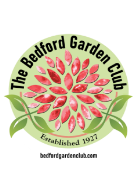 The Bedford Garden Club
Established 1927
bedfordgardenclub.com